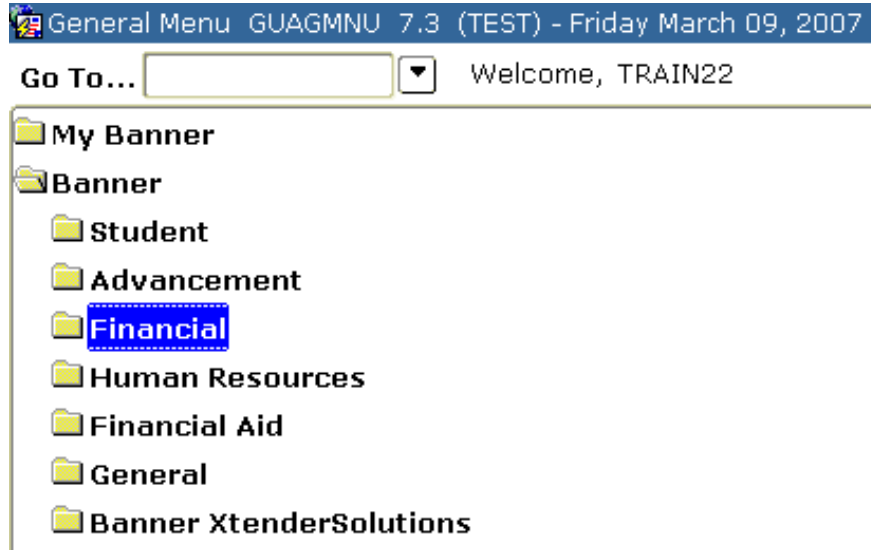 General Menu GUAGMNU 7.3 (TEST) - Friday March 09, 2007
Go To... Welcome, TRAIN22
My Banner
Banner
Student
Advancement
Financial
Human Resources
Financial Aid
General
Banner XtenderSolutions